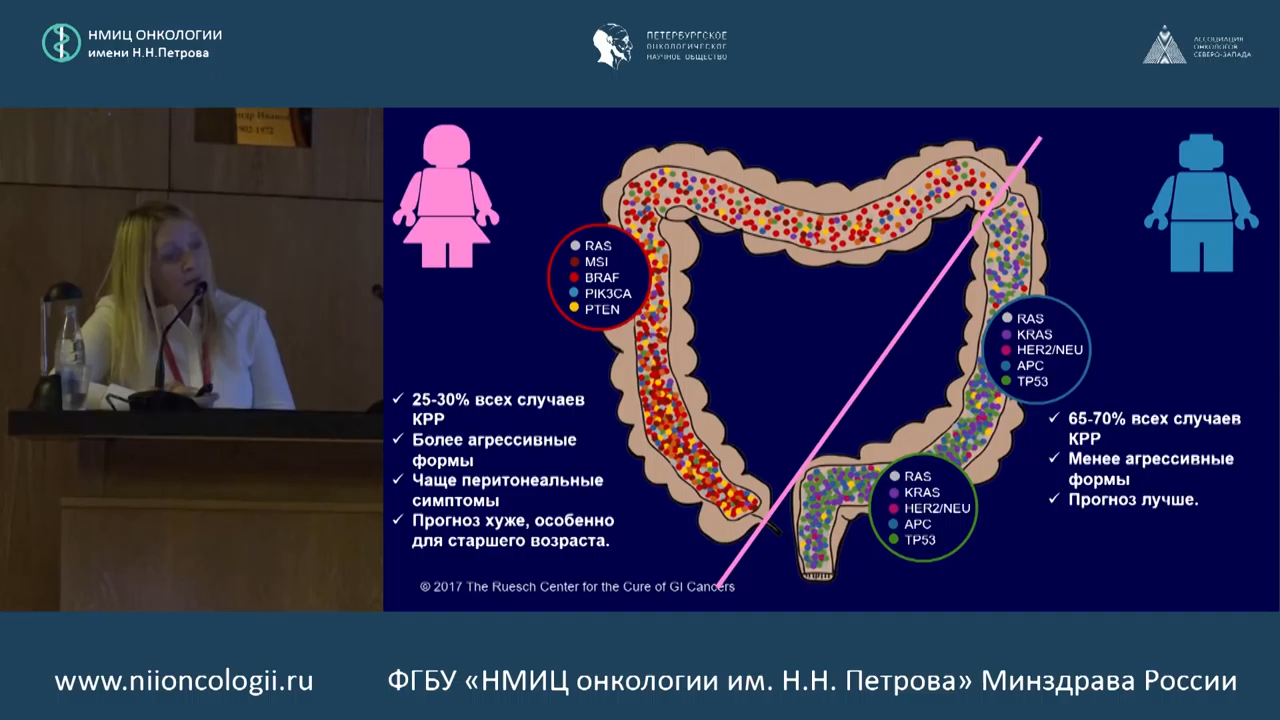 НМИЦ ОНКОЛОГИИ
имени Н.Н.Петрова
ПЕТЕРБУРГСКОЕ
ОНКОЛОГИЧЕСКОЕ
НАУЧНОЕ ОБЩЕСТВО
АССОЦИАЦИЯ
ОНКОЛОГОВ
СЕВЕРО-ЗАПАДА
1902-1972
RAS
MSI
BRAF
PIK3CA
PTEN
25-30% всех случаев
КРР
Более агрессивные
формы
Чаще перитонеальные
симптомы
Прогноз хуже, особенно
для старшего возраста.
RAS
KRAS
HER2/NEU
APC
TP53
RAS
KRAS
HER2/NEU
APC
TP53
65-70% всех случаев
КРР
Менее агрессивные
формы
Прогноз лучше.
© 2017 The Ruesch Center for the Cure of GI Cancers
www.niioncologii.ru
ФГБУ «НМИЦ онкологии им. Н.Н. Петрова» Минздрава России